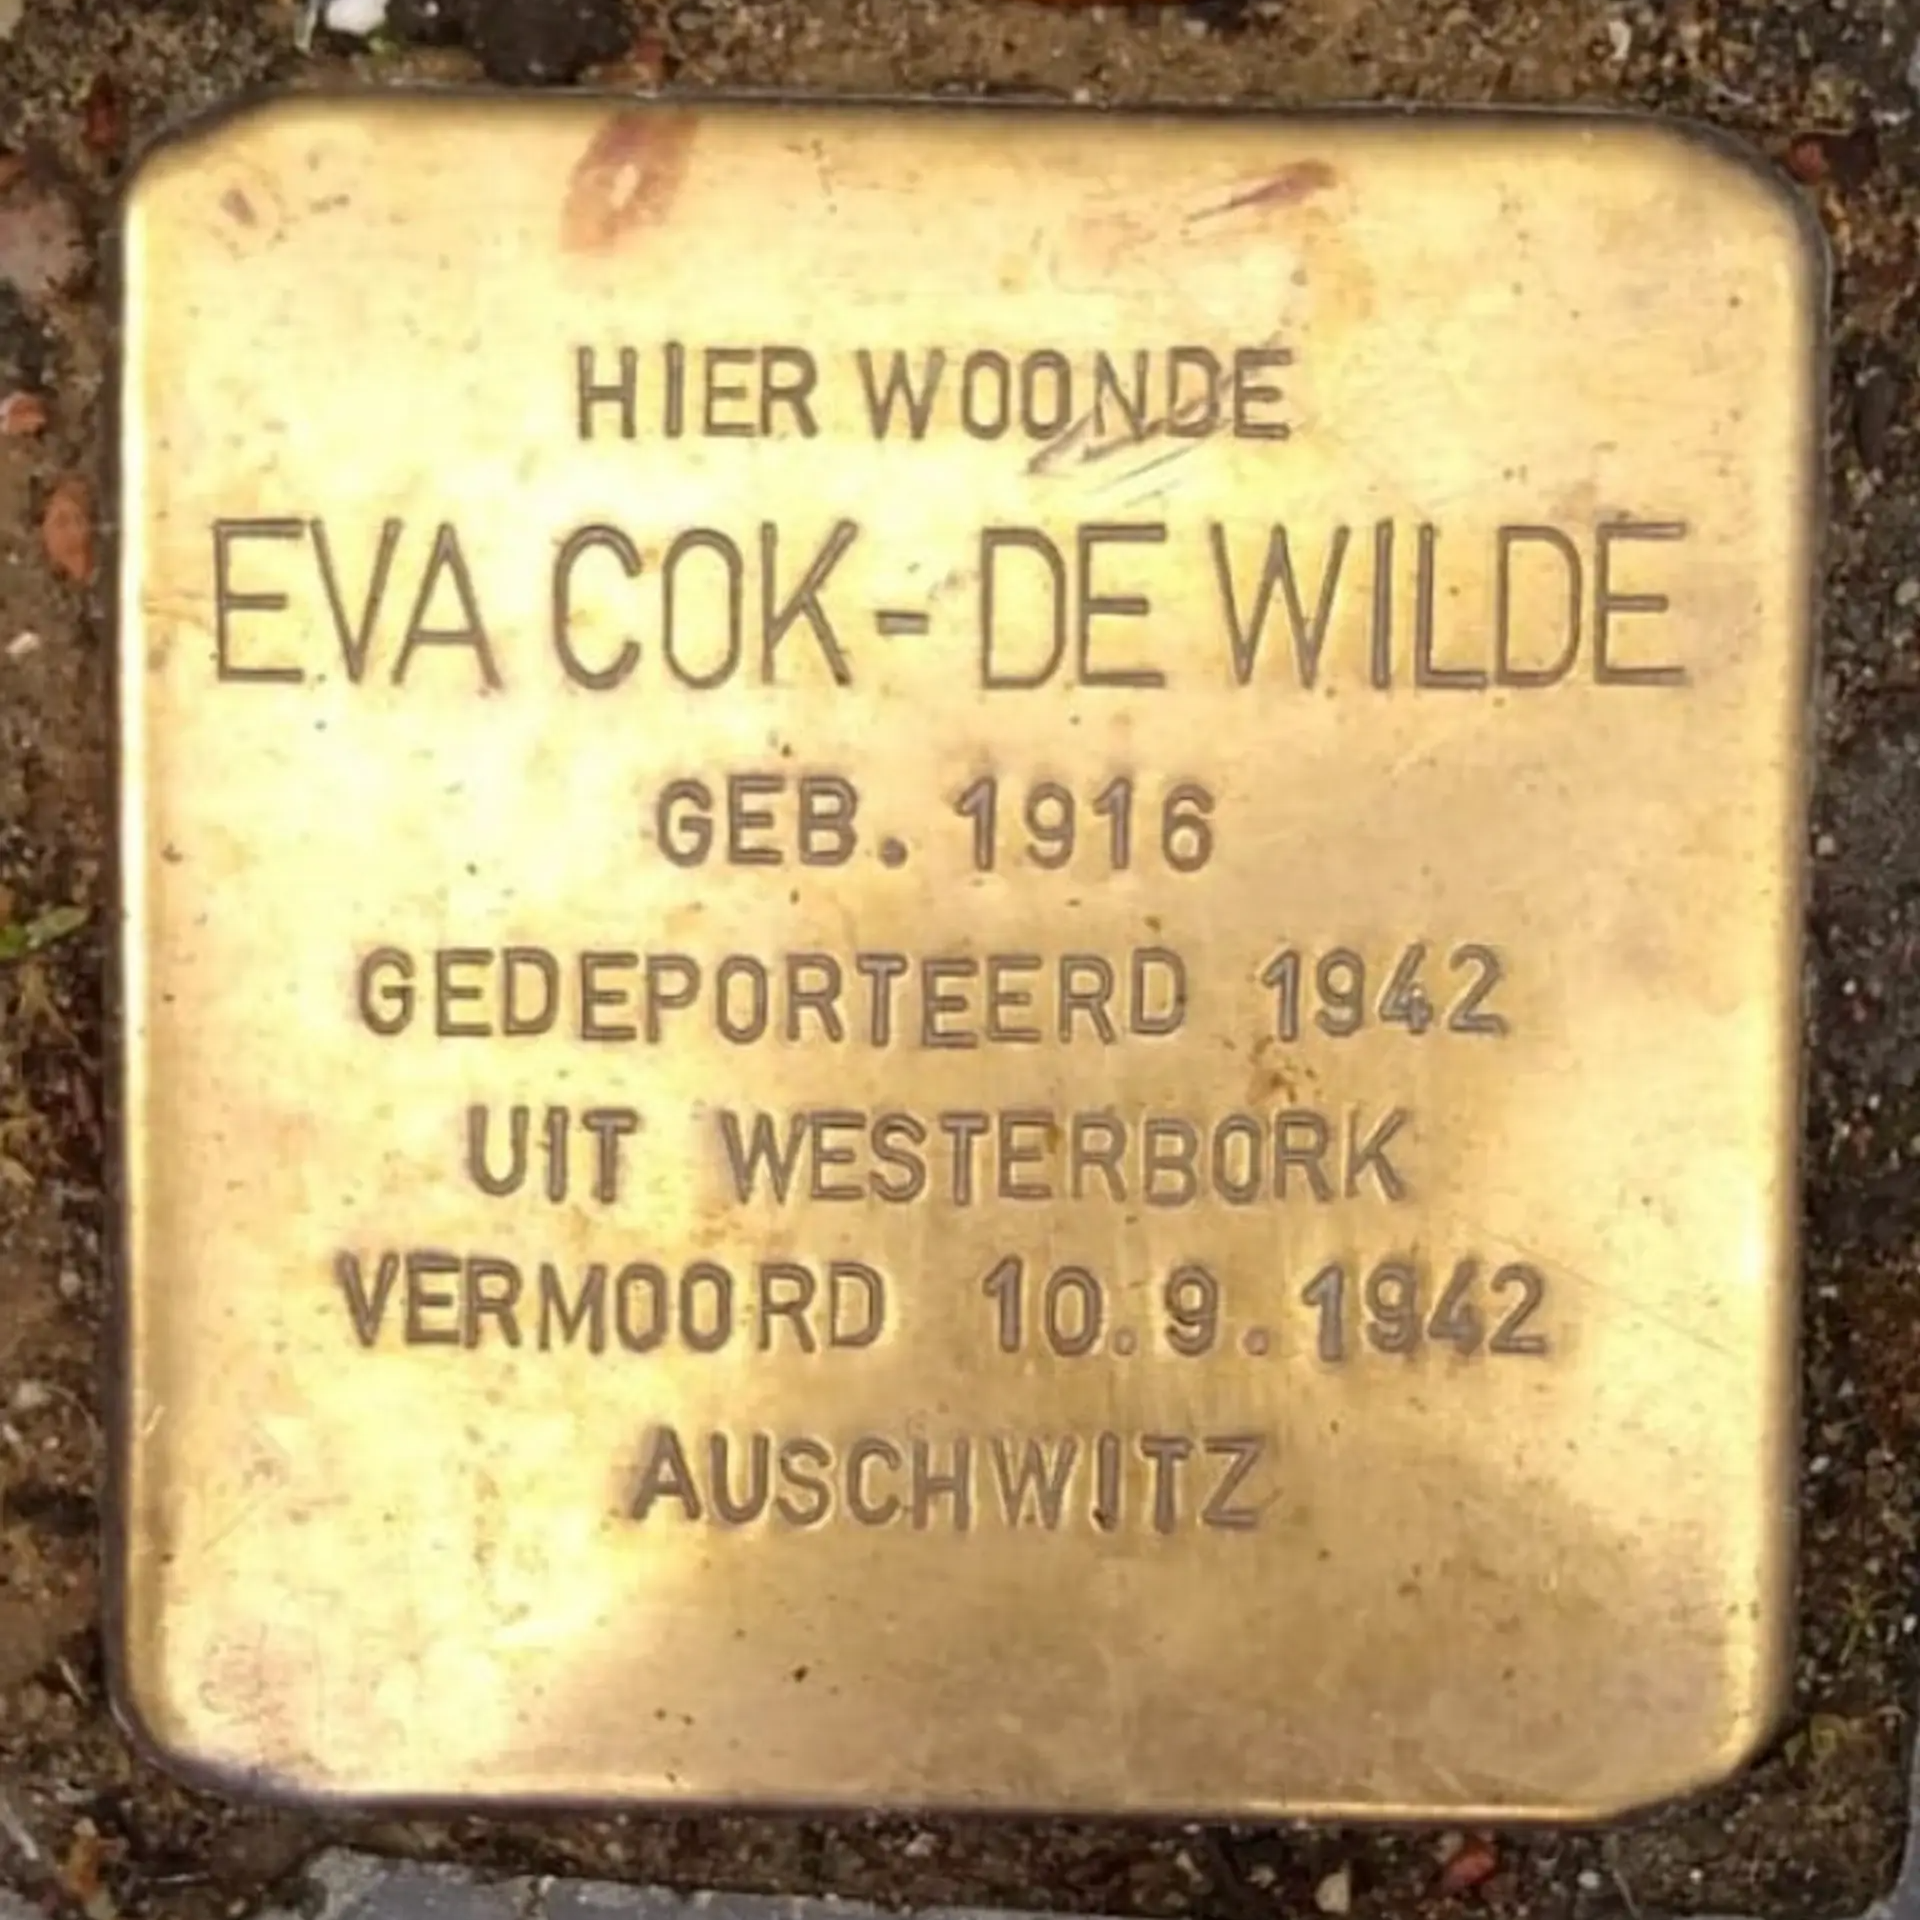 HIER WOONDE
EVA COK-DE WILDE
GEB. 1916
GEDEPORTEERD 1942
UIT WESTERBORK
VERMOORD 10.9.1942
AUSCHWITZ